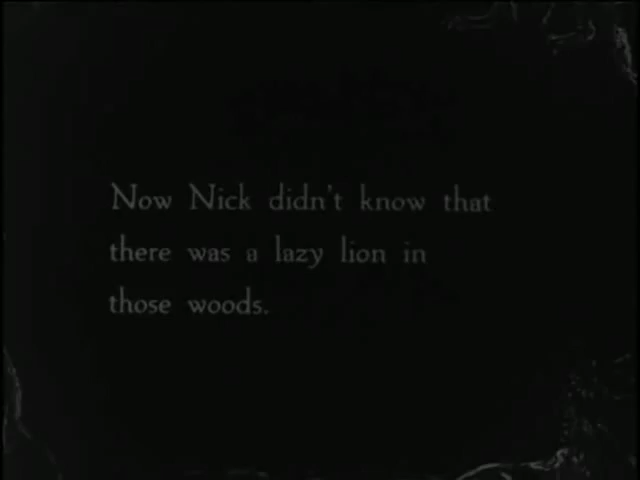 Now Nick didn't know that
there was a lazy lion in
those woods.